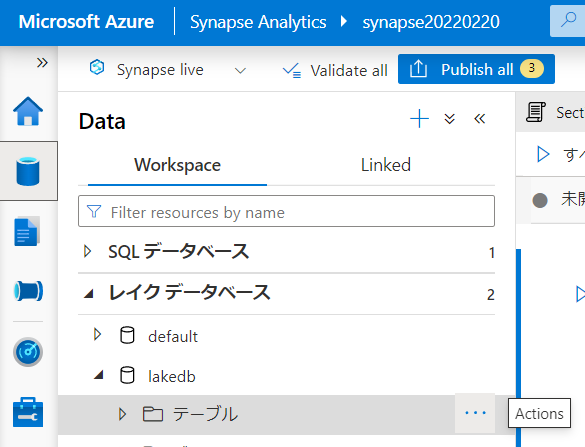 Microsoft Azure Synapse Analytics synapse20220220
Synapse live Validate all Publish all 3
Data
Sect
Workspace Linked
すべ
Filter resources by name
未開
SQL データベース 1
レイク データベース 2
default
lakedb
テーブル
Actions